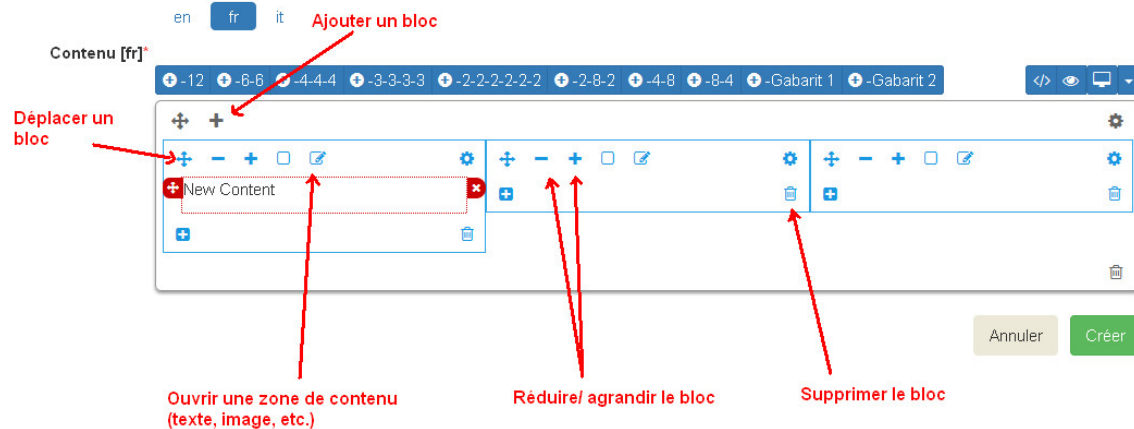 en fr it
Ajouter un bloc
Contenu [fr]*
-12 -6-6 -4-4-4 -3-3-3-3 -2-2-2-2-2-2 -2-8-2 -4-8 -8-4 -Gabarit 1 -Gabarit 2 </>
Déplacer un
bloc
New Content
Annuler Créer
Ouvrir une zone de contenu
(texte, image, etc.)
Réduire/ agrandir le bloc
Supprimer le bloc